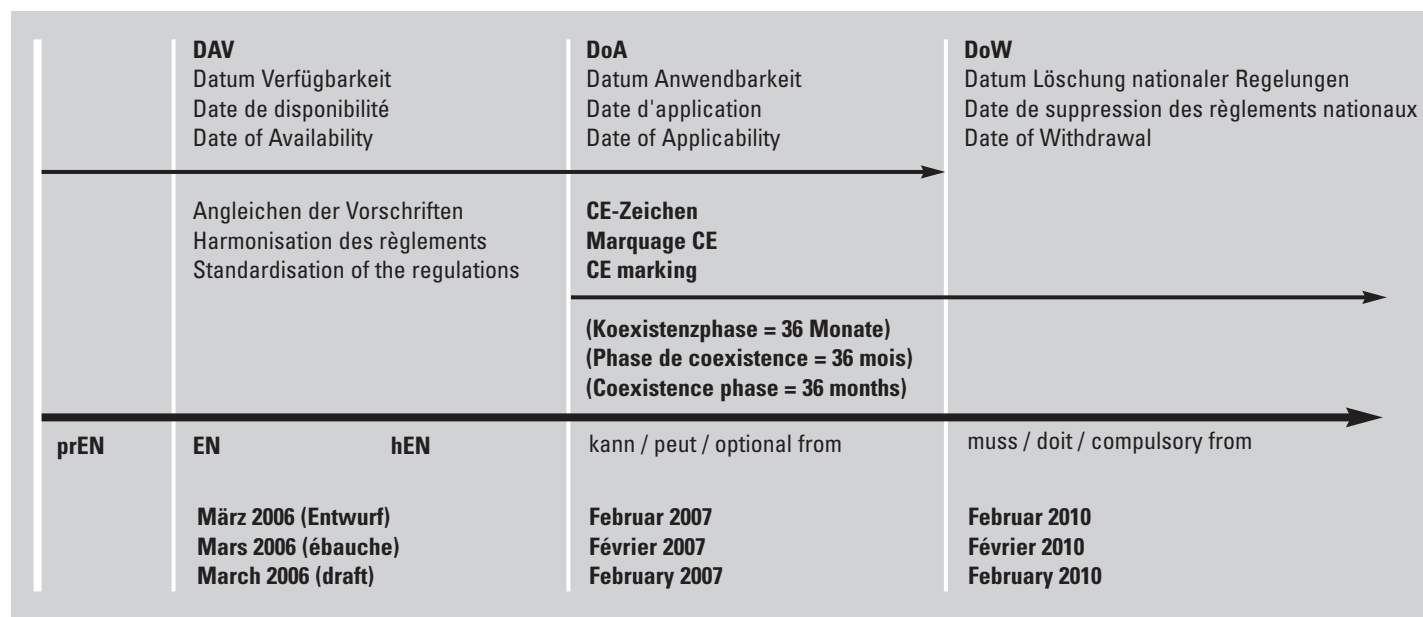 DAV
Datum Verfügbarkeit
Date de disponibilité
Date of Availability
DoA
Datum Anwendbarkeit
Date d'application
Date of Applicability
DoW
Datum Löschung nationaler Regelungen
Date de suppression des règlements nationaux
Date of Withdrawal
Angleichen der Vorschriften
Harmonisation des règlements
Standardisation of the regulations
CE-Zeichen
Marquage CE
CE marking
(Koexistenzphase = 36 Monate)
(Phase de coexistence = 36 mois)
(Coexistence phase = 36 months)
prEN
EN
hEN
kann / peut / optional from
muss / doit / compulsory from
März 2006 (Entwurf)
Mars 2006 (ébauche)
March 2006 (draft)
Februar 2007
Février 2007
February 2007
Februar 2010
Février 2010
February 2010